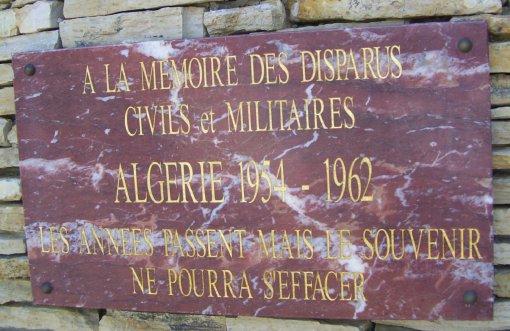 A LA MEMOIRE DES DISPARUS
CIVILS et MILITAIRES
ALGERIE 1954 - 1962
LES ANNEES PASSENT MAIS LE SOUVENIR
NE POURRA S'EFFACER